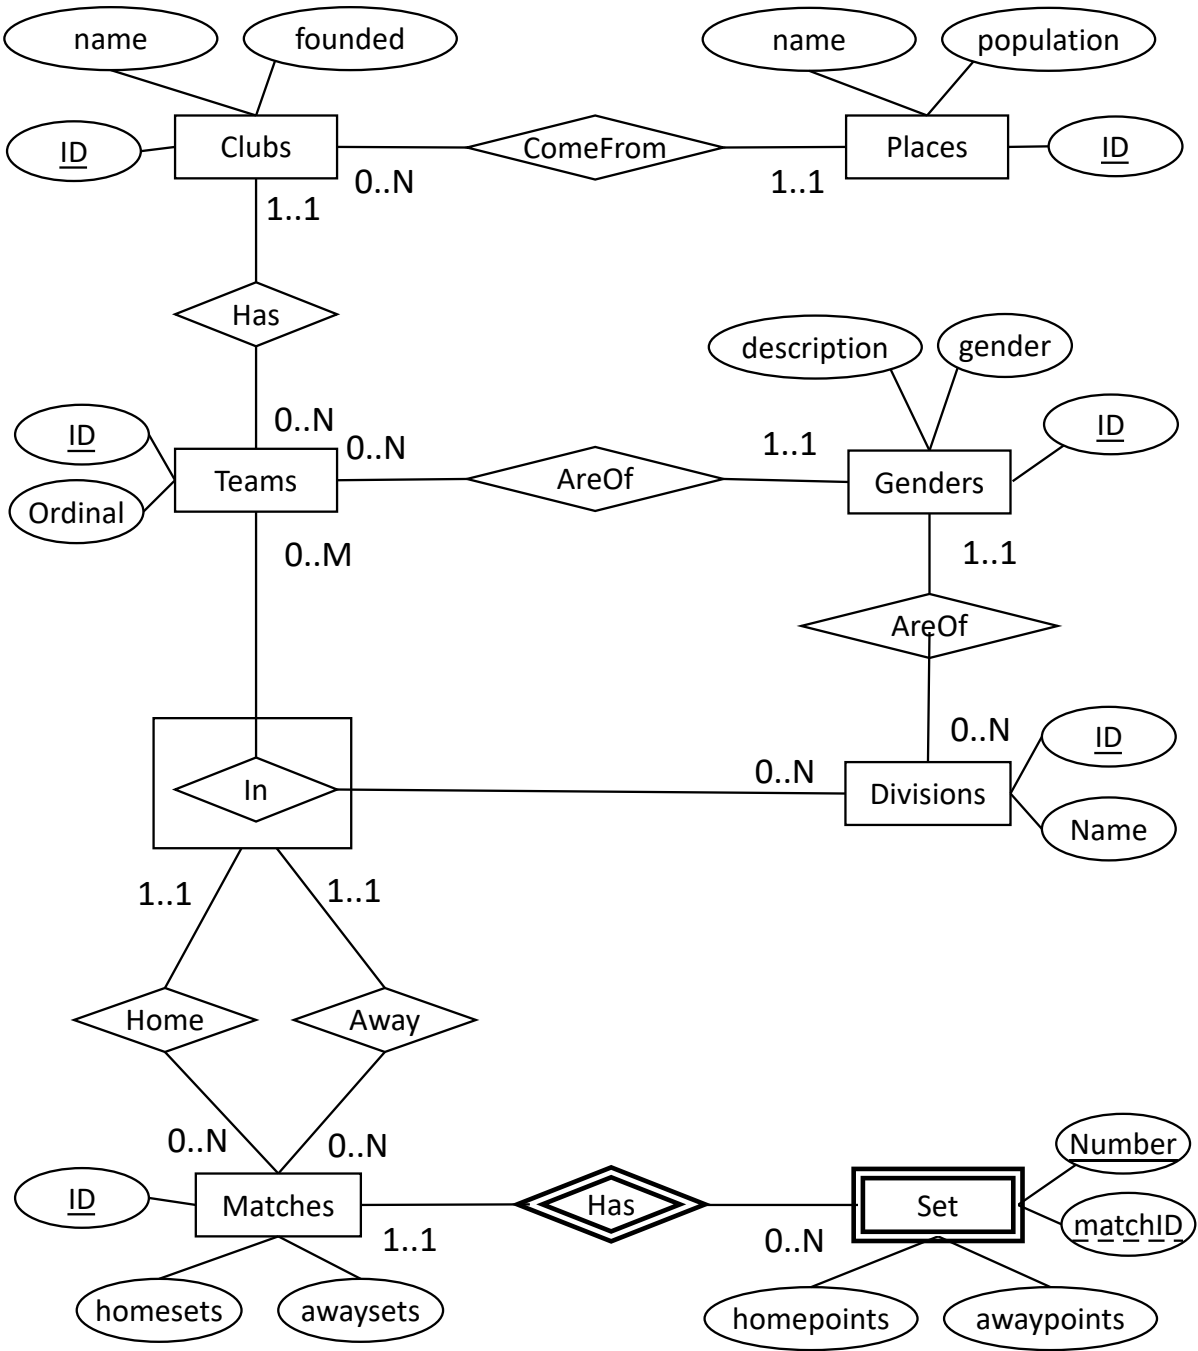 name
founded
name
population
ID
Clubs
ComeFrom
Places
ID
0..N
1..1
1..1
Has
description
gender
ID
ID
0..N
0..N
1..1
Teams
AreOf
Genders
Ordinal
0..M
1..1
AreOf
0..N
ID
0..N
In
Divisions
Name
1..1
1..1
Home
Away
0..N
0..N
Number
ID
Matches
Has
Set
matchID
1..1
0..N
homesets
awaysets
homepoints
awaypoints